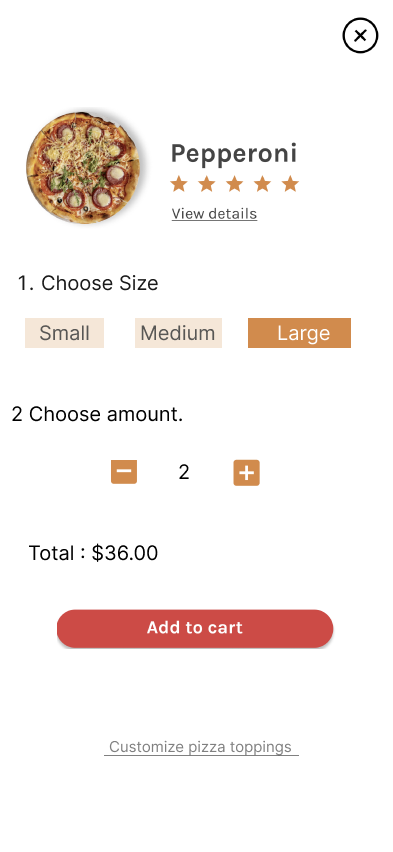 Pepperoni
View details
1. Choose Size
Small Medium Large
2 Choose amount.
2
Total : $36.00
Add to cart
Customize pizza toppings